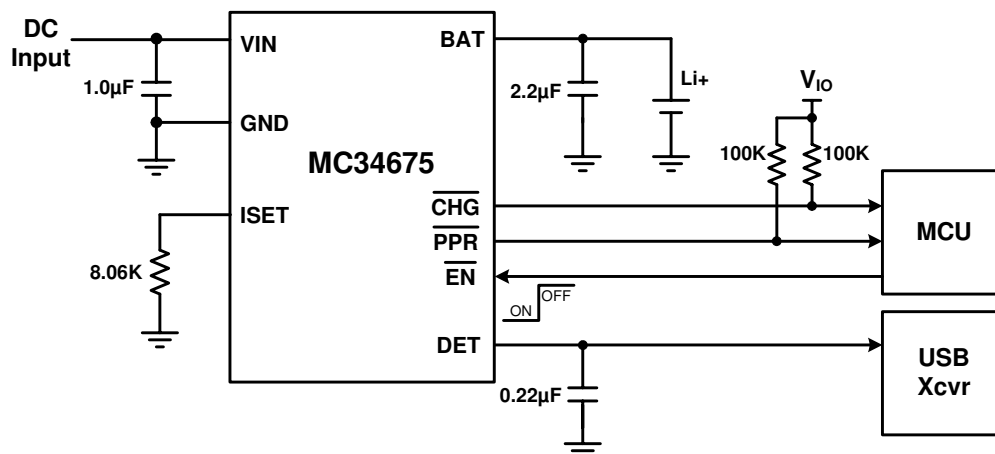 DC
Input
1.0µF
VIN
GND
ISET
8.06K
MC34675
BAT
CHG
PPR
EN
DET
2.2µF
Li+
VIO
100K
100K
ON
OFF
0.22µF
MCU
USB
Xcvr